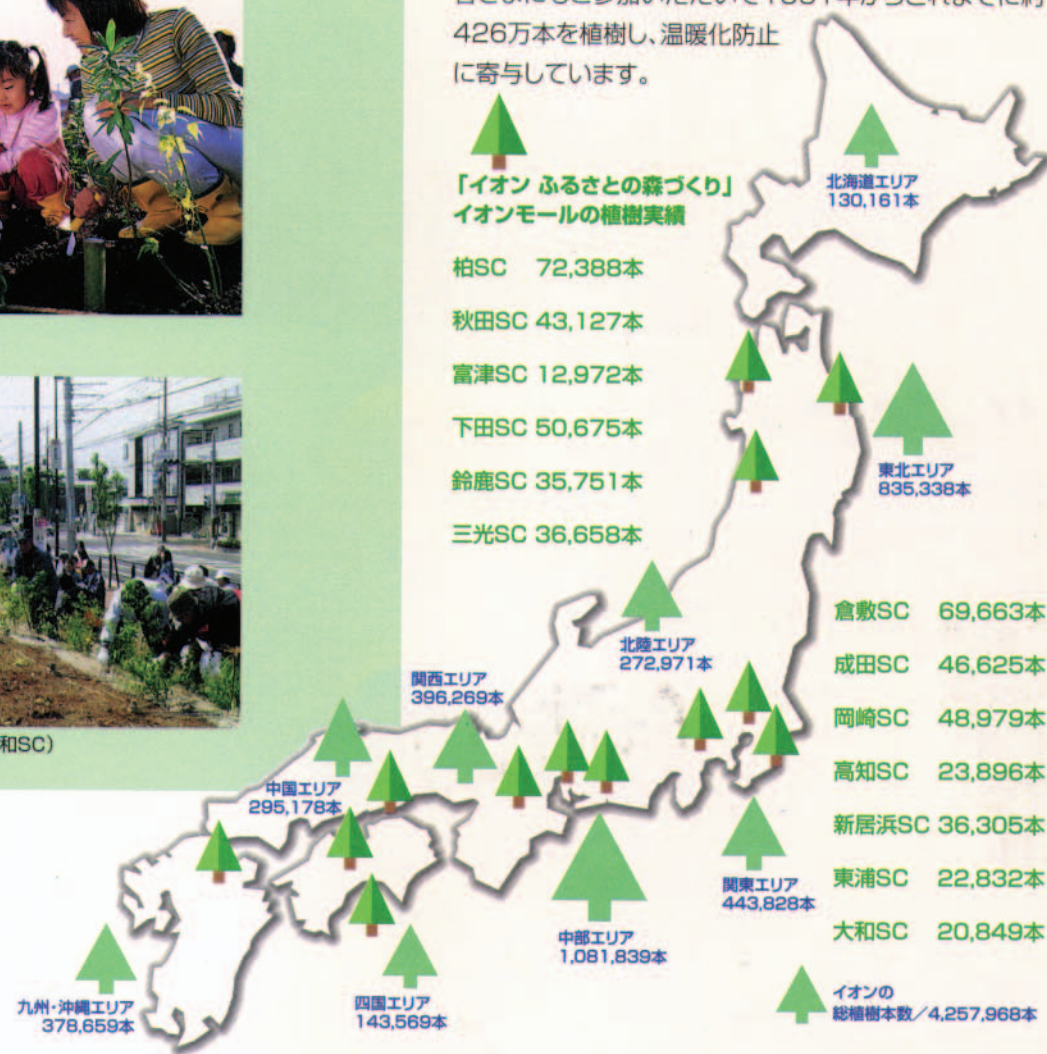 426万本を植樹し、温暖化防止
に寄与しています。
「イオン ふるさとの森づくり」
イオンモールの植樹実績
柏SC 72,388本
秋田SC 43,127本
富津SC 12,972本
下田SC 50,675本
鈴鹿SC 35,751本
三光SC 36,658本
北海道エリア
130,161本
東北エリア
835,338本
北陸エリア
272,971本
関西エリア
396,269本
中国エリア
295,178本
倉敷SC 69,663本
成田SC 46,625本
岡崎SC 48,979本
高知SC 23,896本
新居浜SC 36,305本
東浦SC 22,832本
大和SC 20,849本
関東エリア
443,828本
中部エリア
1,081,839本
四国エリア
143,569本
九州・沖縄エリア
378,659本
イオンの
総植樹本数/4,257,968本
和SC)